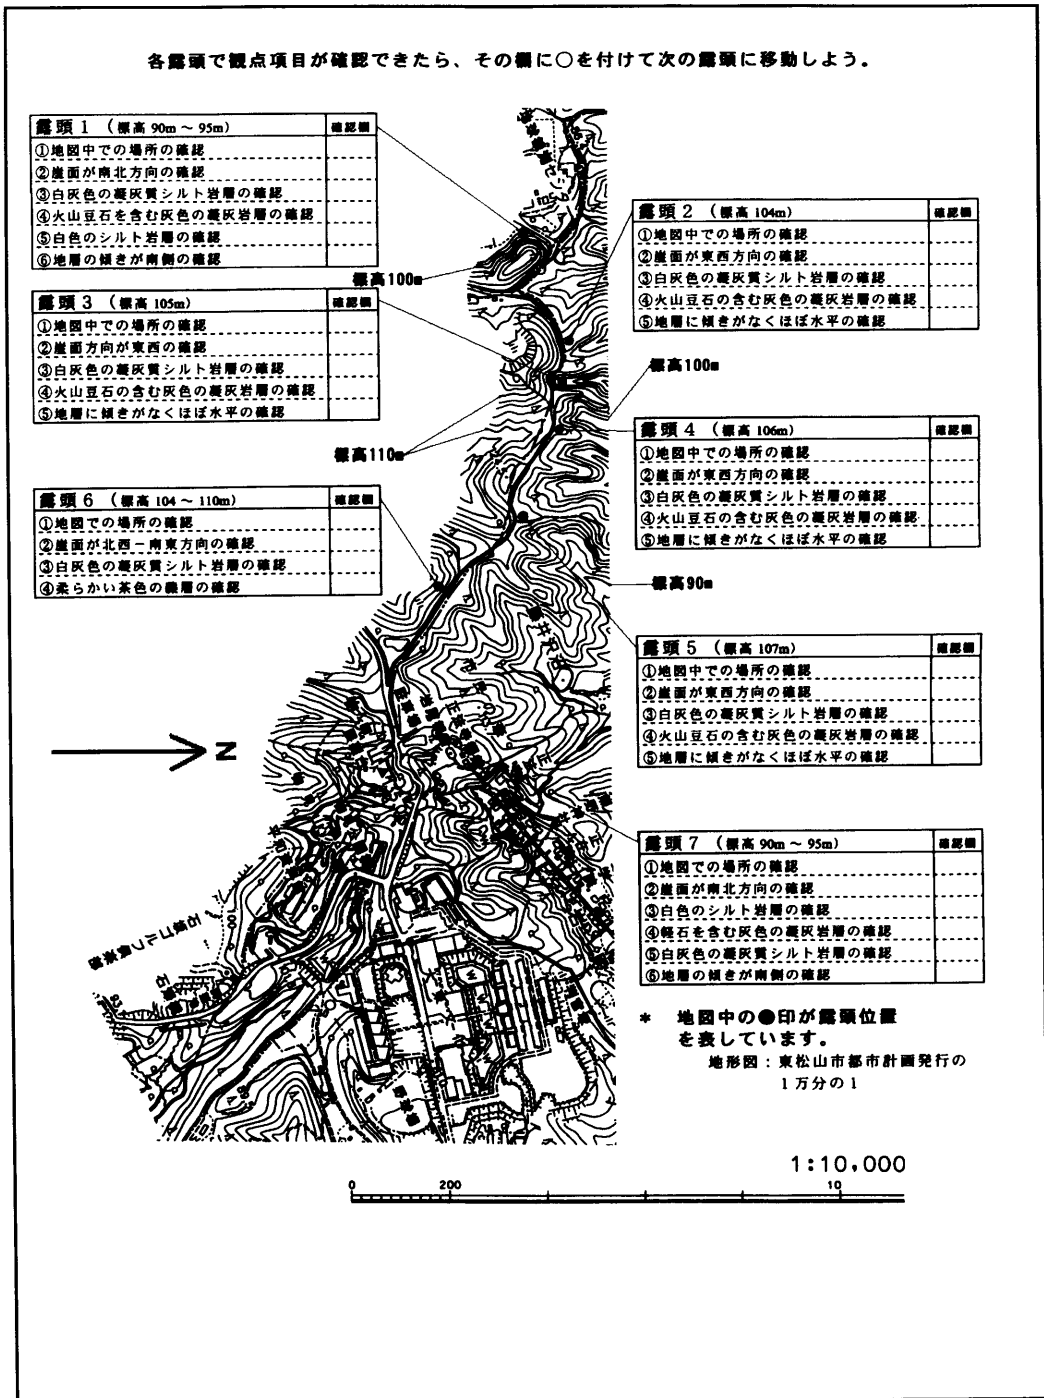 各露頭で観点項目が確認できたら、その欄に○を付けて次の露頭に移動しよう。
露頭1 (標高 90m ～ 95m) 確認欄
①地図中での場所の確認
②崖面が南北方向の確認
③白灰色の凝灰質シルト岩層の確認
④火山豆石を含む灰色の凝灰岩層の確認
⑤白色のシルト岩層の確認
⑥地層の傾きが南側の確認
標高100m
露頭2 (標高 104m) 確認欄
①地図中での場所の確認
②崖面が東西方向の確認
③白灰色の凝灰質シルト岩層の確認
④火山豆石の含む灰色の凝灰岩層の確認
⑤地層に傾きがなくほぼ水平の確認
露頭3 (標高 105m) 確認欄
①地図中での場所の確認
②崖面方向が東西の確認
③白灰色の凝灰質シルト岩層の確認
④火山豆石の含む灰色の凝灰岩層の確認
⑤地層に傾きがなくほぼ水平の確認
標高100m
標高110m
露頭4 (標高 106m) 確認欄
①地図中での場所の確認
②崖面が東西方向の確認
③白灰色の凝灰質シルト岩層の確認
④火山豆石の含む灰色の凝灰岩層の確認
⑤地層に傾きがなくほぼ水平の確認
露頭6 (標高 104 ～ 110m) 確認欄
①地図での場所の確認
②崖面が北西－南東方向の確認
③白灰色の凝灰質シルト岩層の確認
④柔らかい茶色の礫層の確認
標高90m
露頭5 (標高 107m) 確認欄
①地図中での場所の確認
②崖面が東西方向の確認
③白灰色の凝灰質シルト岩層の確認
④火山豆石の含む灰色の凝灰岩層の確認
⑤地層に傾きがなくほぼ水平の確認
N
露頭7 (標高 90m ～ 95m) 確認欄
①地図での場所の確認
②崖面が南北方向の確認
③白色のシルト岩層の確認
④軽石を含む灰色の凝灰岩層の確認
⑤白灰色の凝灰質シルト岩層の確認
⑥地層の傾きが南側の確認
* 地図中の●印が露頭位置
を表しています。
地形図：東松山市都市計画発行の
1万分の1
1:10,000
0 200 10